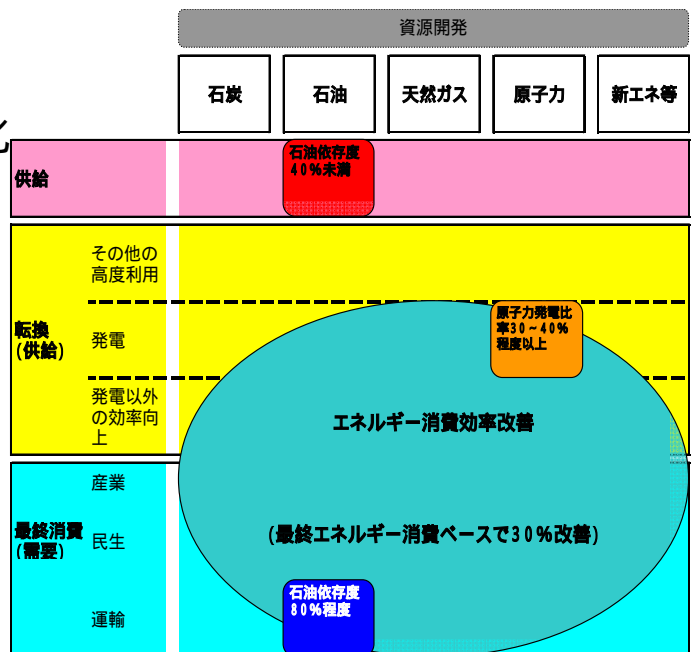 資源開発
石炭
石油
天然ガス
原子力
新エネ等
化
供給
石油依存度
40%未満
その他の
高度利用
転換
(供給)
発電
原子力発電比
率30~40%
程度以上
発電以外
の効率向
上
エネルギー消費効率改善
産業
最終消費
(需要)
民生
(最終エネルギー消費ベースで30%改善)
運輸
石油依存度
80%程度